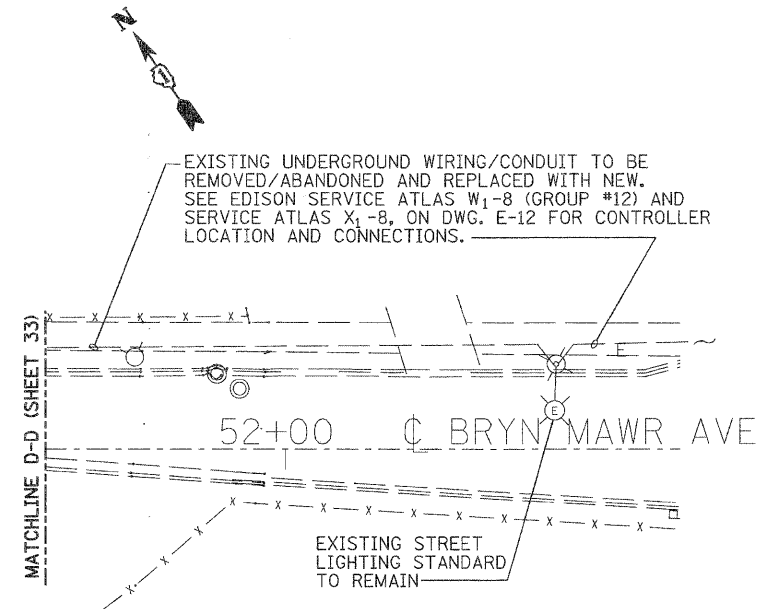 N
EXISTING UNDERGROUND WIRING/CONDUIT TO BE
REMOVED/ABANDONED AND REPLACED WITH NEW.
SEE EDISON SERVICE ATLAS W₁-8 (GROUP #12) AND
SERVICE ATLAS X₁-8, ON DWG. E-12 FOR CONTROLLER
LOCATION AND CONNECTIONS.
MATCHLINE D-D (SHEET 33)
E
E
52+00 ℄ BRYN MAWR AVE
EXISTING STREET
LIGHTING STANDARD
TO REMAIN